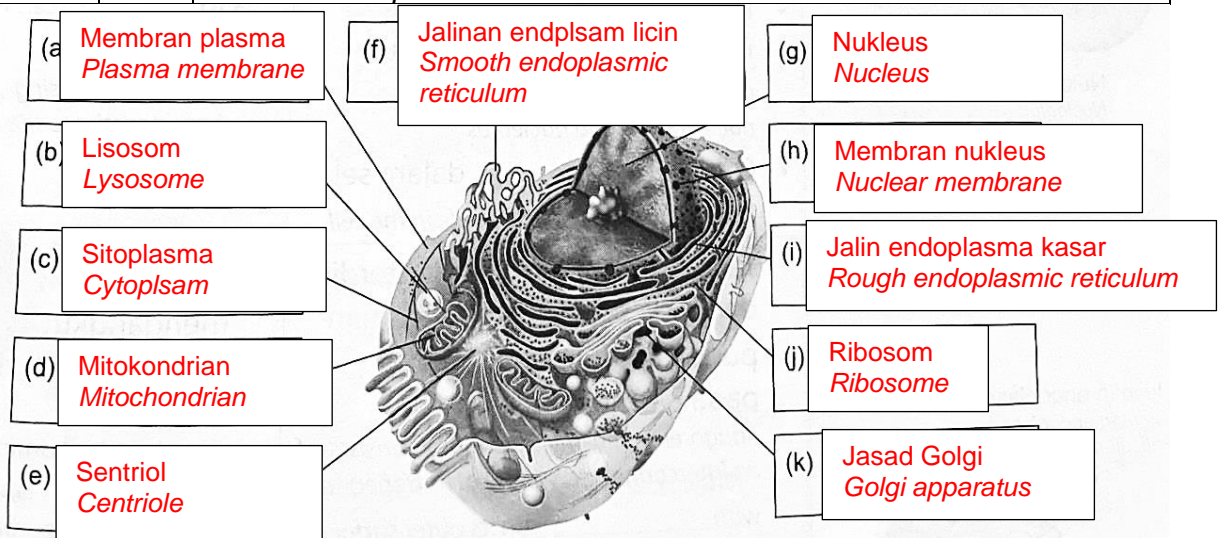 (a
Membran plasma
Plasma membrane
(b)
Lisosom
Lysosome
(c)
Sitoplasma
Cytoplsam
(d)
Mitokondrian
Mitochondrian
(e)
Sentriol
Centriole
(f)
Jalinan endplsam licin
Smooth endoplasmic
reticulum
(g)
Nukleus
Nucleus
(h)
Membran nukleus
Nuclear membrane
(i)
Jalin endoplasma kasar
Rough endoplasmic reticulum
(j)
Ribosom
Ribosome
(k)
Jasad Golgi
Golgi apparatus